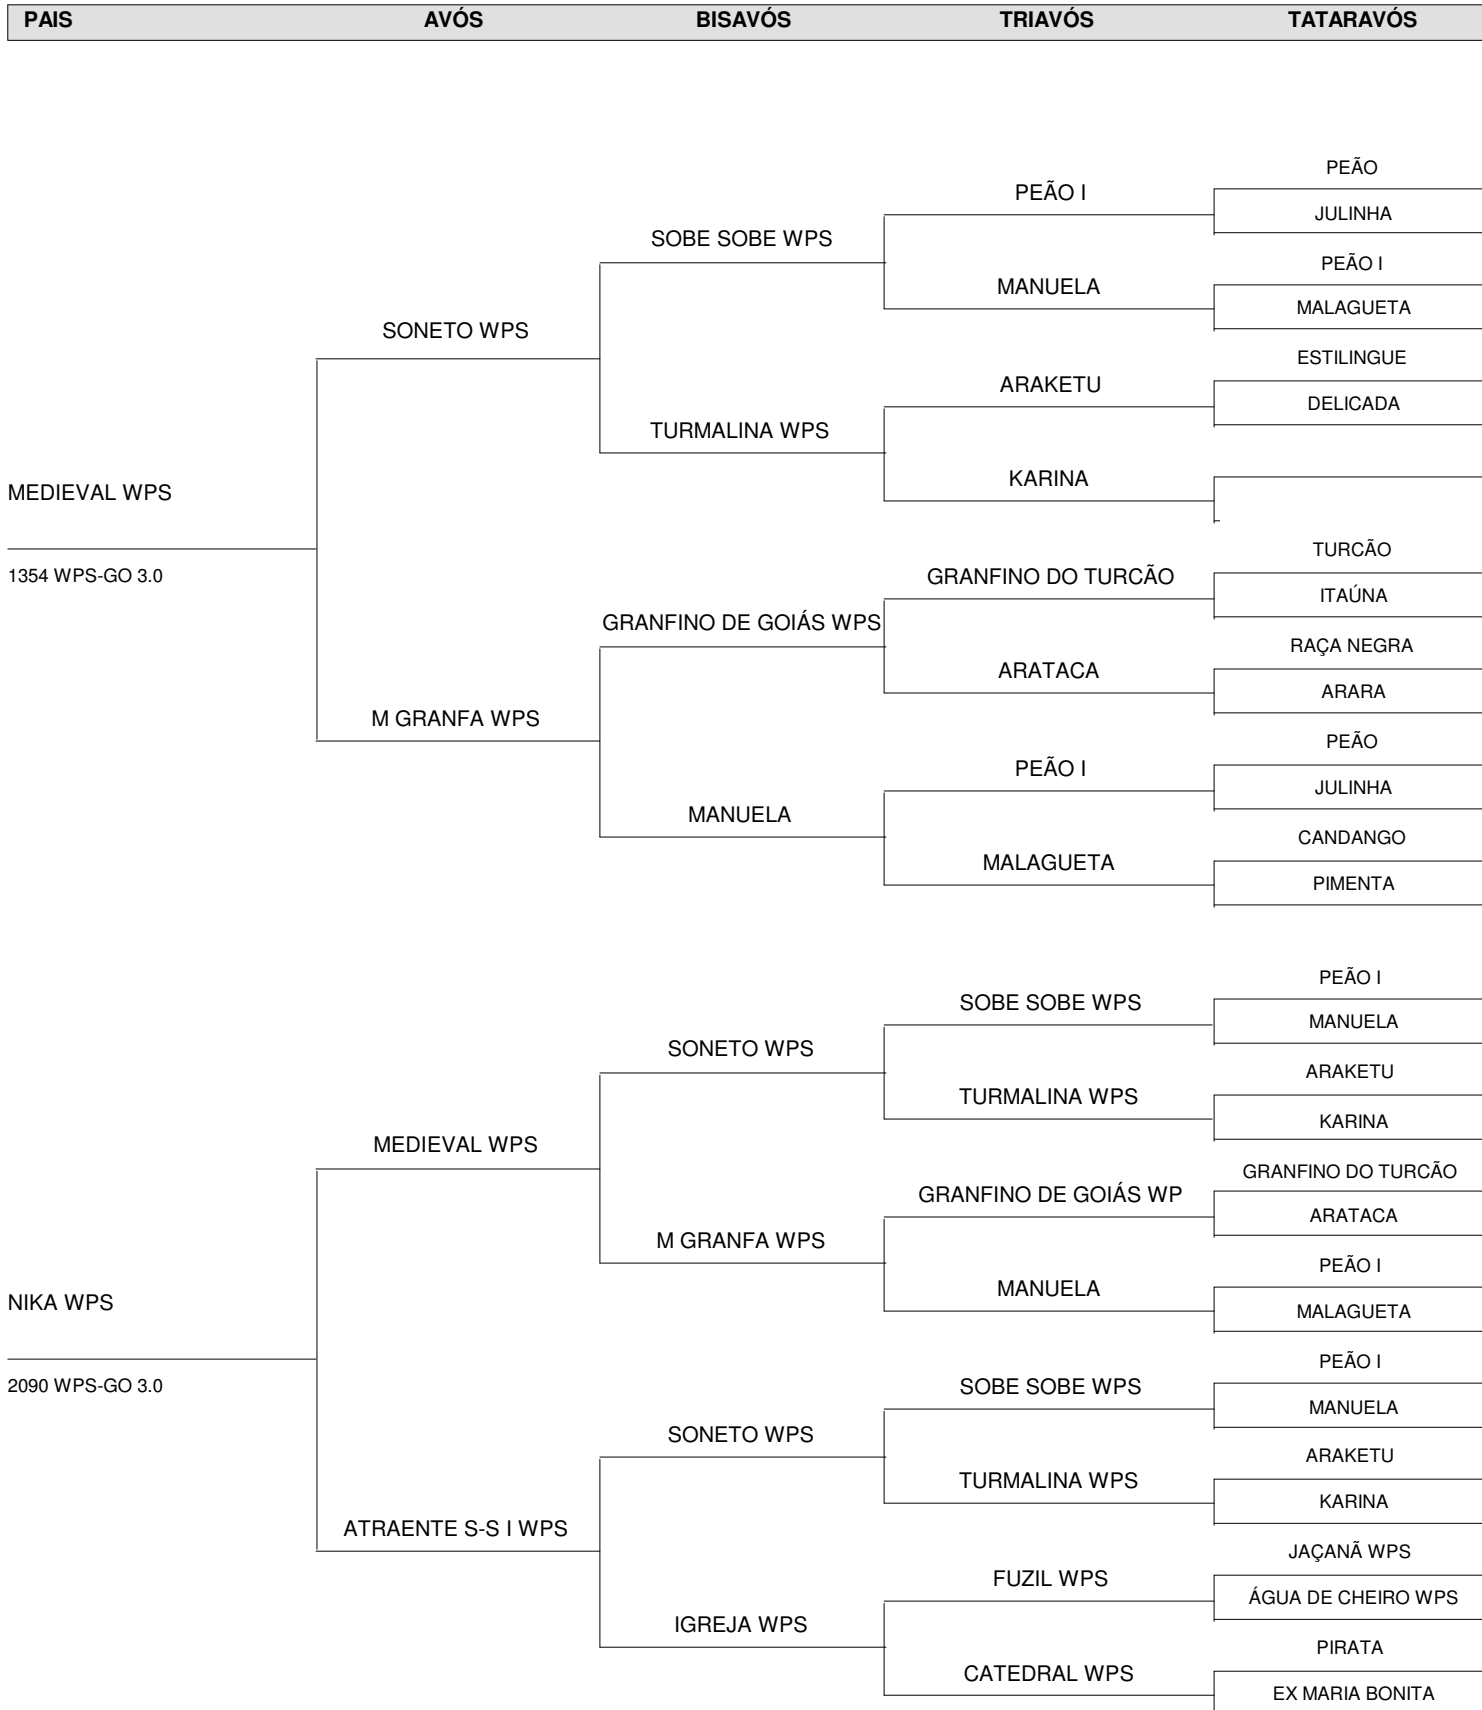 PAIS AVÓS BISAVÓS TRIAVÓS TATARAVÓS
PEÃO
PEÃO I
JULINHA
SOBE SOBE WPS
PEÃO I
MANUELA
MALAGUETA
SONETO WPS
ESTILINGUE
ARAKETU
DELICADA
TURMALINA WPS
KARINA
MEDIEVAL WPS
TURCÃO
1354 WPS-GO 3.0
GRANFINO DO TURCÃO
ITAÚNA
GRANFINO DE GOIÁS WPS
RAÇA NEGRA
ARATACA
ARARA
M GRANFA WPS
PEÃO
PEÃO I
JULINHA
MANUELA
CANDANGO
MALAGUETA
PIMENTA
PEÃO I
SOBE SOBE WPS
MANUELA
SONETO WPS
ARAKETU
TURMALINA WPS
KARINA
MEDIEVAL WPS
GRANFINO DO TURCÃO
GRANFINO DE GOIÁS WP
ARATACA
M GRANFA WPS
PEÃO I
MANUELA
MALAGUETA
NIKA WPS
PEÃO I
2090 WPS-GO 3.0
SOBE SOBE WPS
MANUELA
SONETO WPS
ARAKETU
TURMALINA WPS
KARINA
ATRAENTE S-S I WPS
JAÇANÃ WPS
FUZIL WPS
ÁGUA DE CHEIRO WPS
IGREJA WPS
PIRATA
CATEDRAL WPS
EX MARIA BONITA